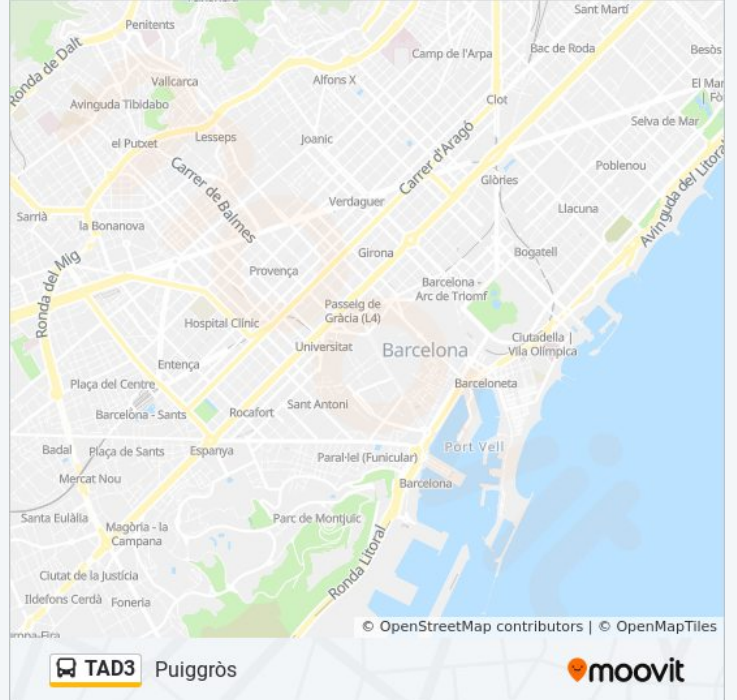 Sant Martí
Penitents
Ronda de Dalt
Camp de l'Arpa
Bac de Roda
Besòs
Vallcarca
Alfons X
El Mar
| Fò
Avinguda Tibidabo
Clot
Selva de Mar
el Putxet
Lesseps
Joanic
Carrer d'Aragó
Poblenou
Carrer de Balmes
Glòries
Avinguda del Litoral
Verdaguer
Llacuna
Sarrià
la Bonanova
Girona
Bogatell
Ronda del Mig
Provença
Barcelona -
Arc de Triomf
Passeig de
Gràcia (L4)
Hospital Clínic
Universitat
Barcelona
Ciutadella |
Vila Olímpica
Entença
Plaça del Centre
Barceloneta
Barcelona - Sants
Rocafort
Sant Antoni
Badal
Plaça de Sants
Espanya
Paral·lel (Funicular)
Port Vell
Mercat Nou
Barcelona
Santa Eulàlia
Magòria - la
Campana
Parc de Montjuïc
Ronda Litoral
Ciutat de la Justícia
Ildefons Cerdà
Foneria
ropa-Fira
© OpenStreetMap contributors | © OpenMapTiles
TAD3
Puiggròs
moovit